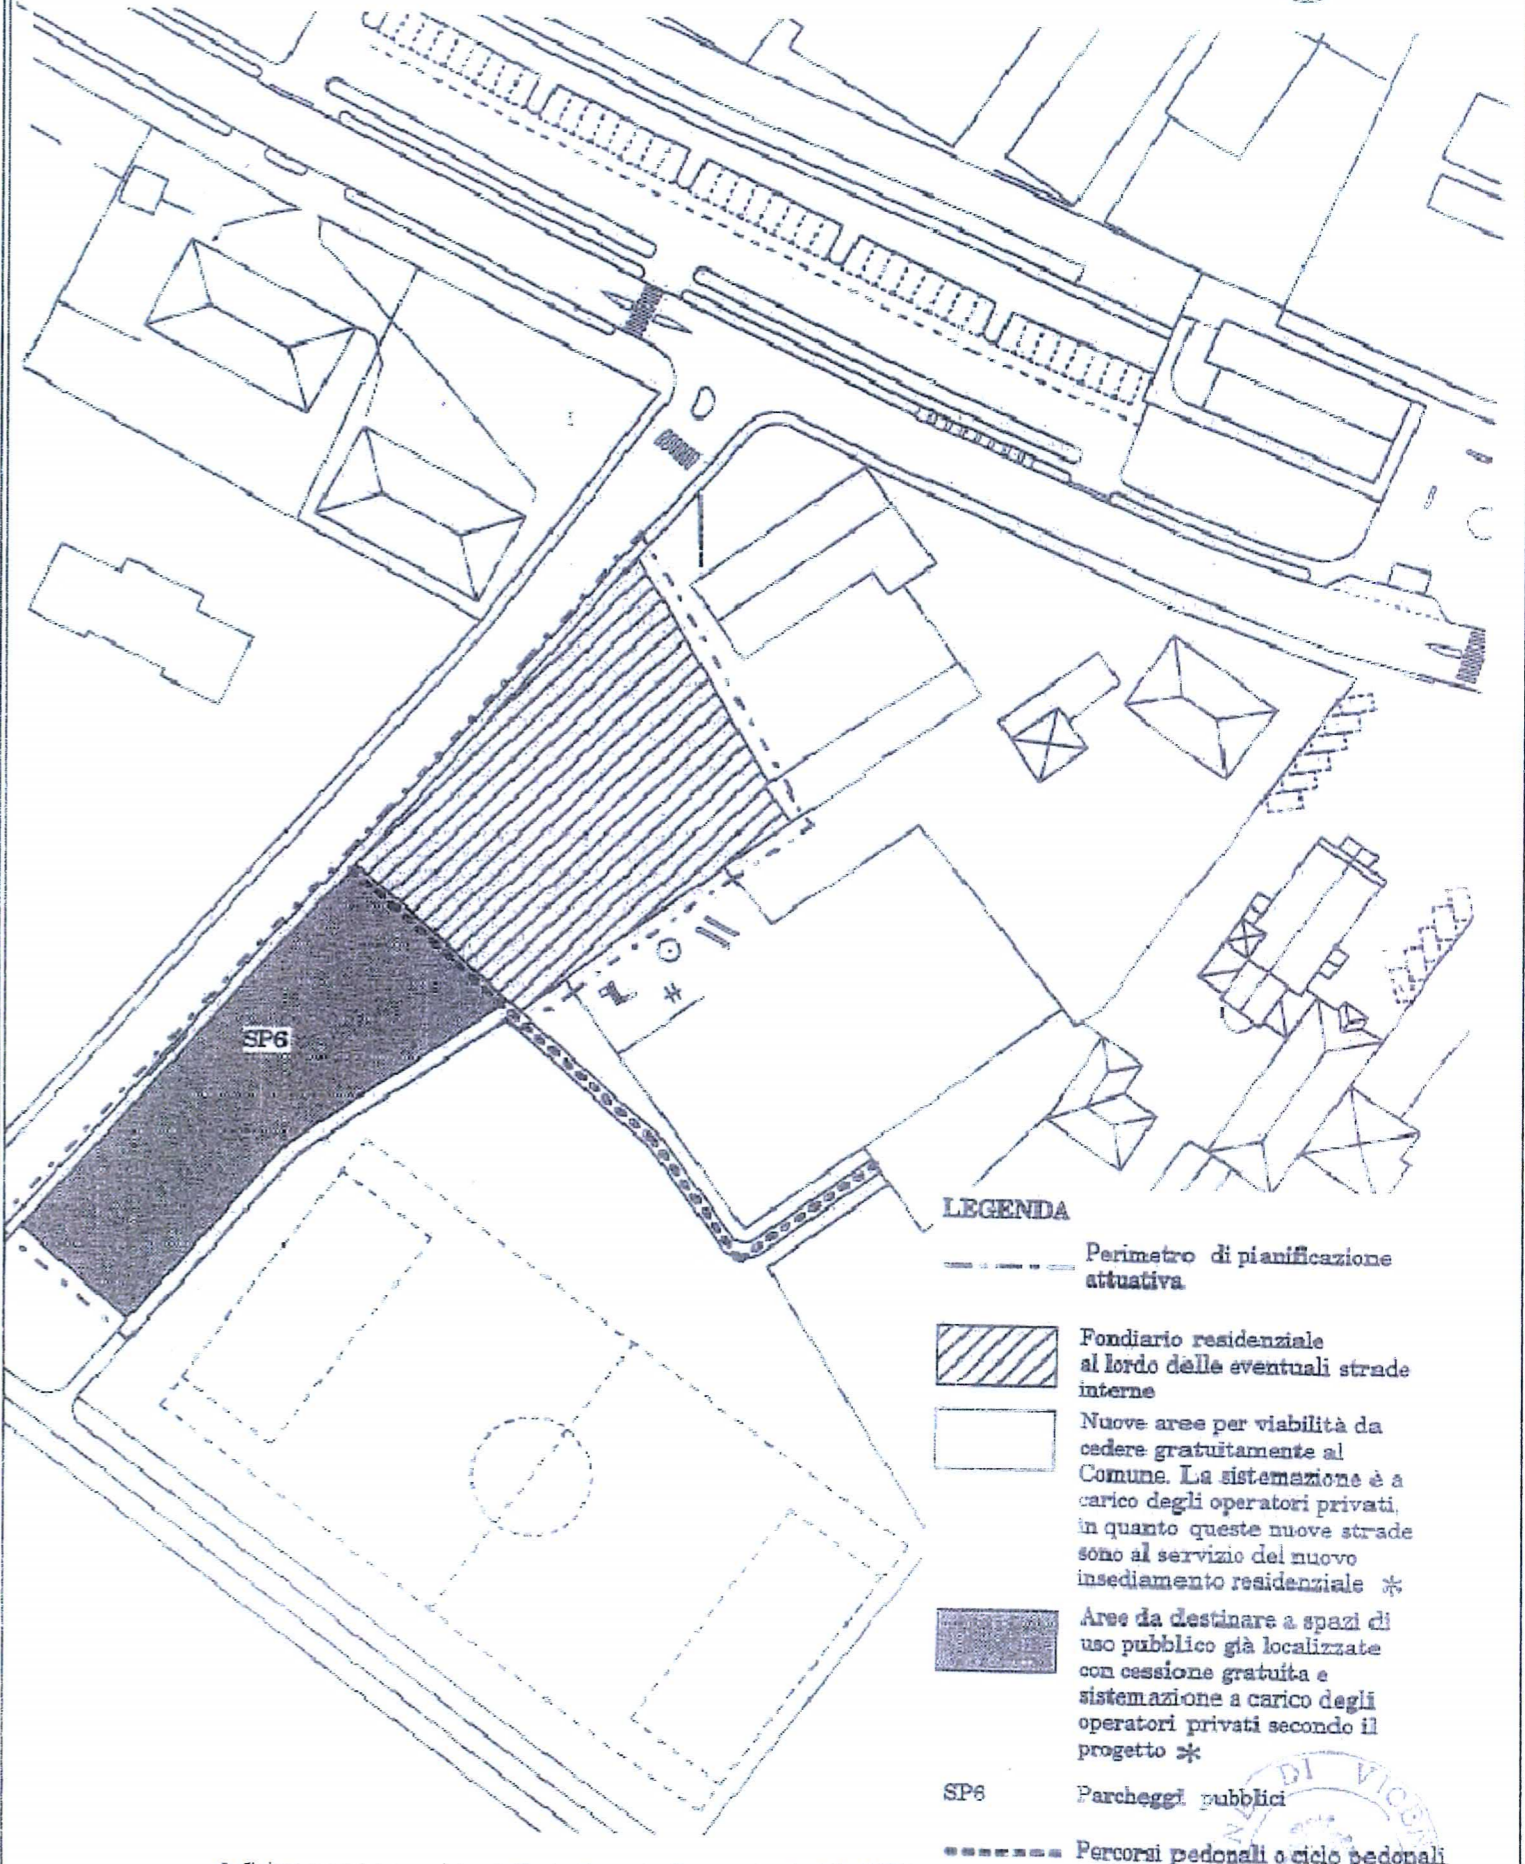 SP6
LEGENDA
Perimetro di pianificazione
attuativa
Fondiario residenziale
al lordo delle eventuali strade
interne
Nuove aree per viabilità da
cedere gratuitamente al
Comune. La sistemazione è a
carico degli operatori privati,
in quanto queste nuove strade
sono al servizio del nuovo
insediamento residenziale *
Aree da destinare a spazi di
uso pubblico già localizzate
con cessione gratuita e
sistemazione a carico degli
operatori privati secondo il
progetto *
SP6 Parcheggi pubblici
DI VICEN
Percorsi pedonali o ciclo pedonali